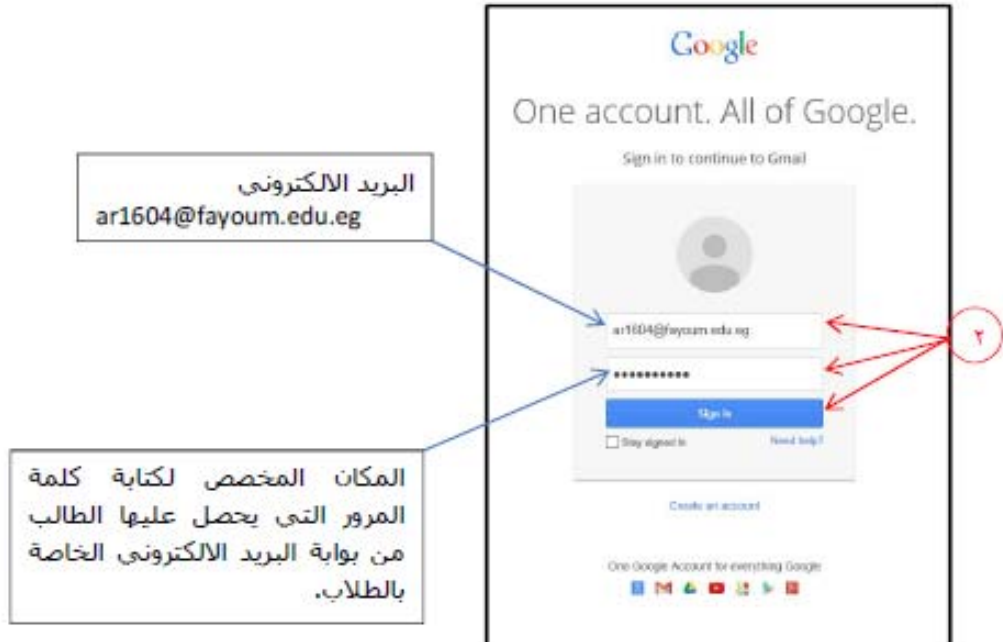 Google
One account. All of Google.
Sign in to continue to Gmail
البريد الالكترونى
ar1604@fayoum.edu.eg
ar1604@fayoum.edu.eg
٢
••••••••••
Sign in
Stay signed in
Need help?
المكان المخصص لكتابة كلمة
المرور التى يحصل عليها الطالب
من بوابة البريد الالكترونى الخاصة
بالطلاب.
Create an account
One Google Account for everything Google